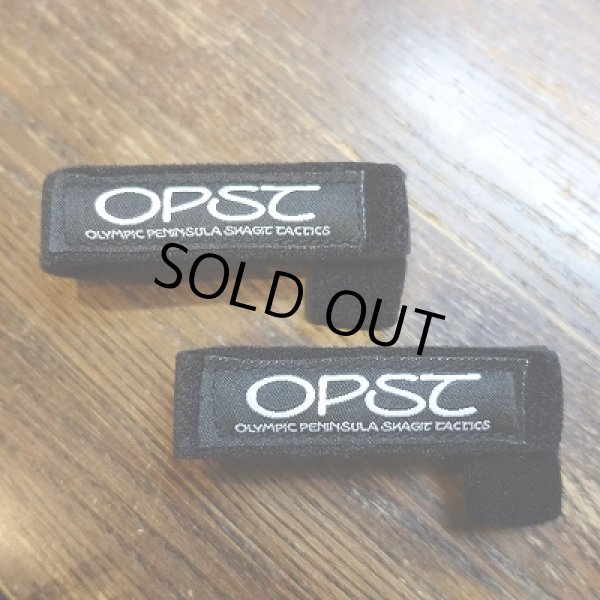 OPST
OLYMPIC PENINSULA SKAGIT TACTICS
SOLD OUT
OPST
OLYMPIC PENINSULA SKAGIT TACTICS